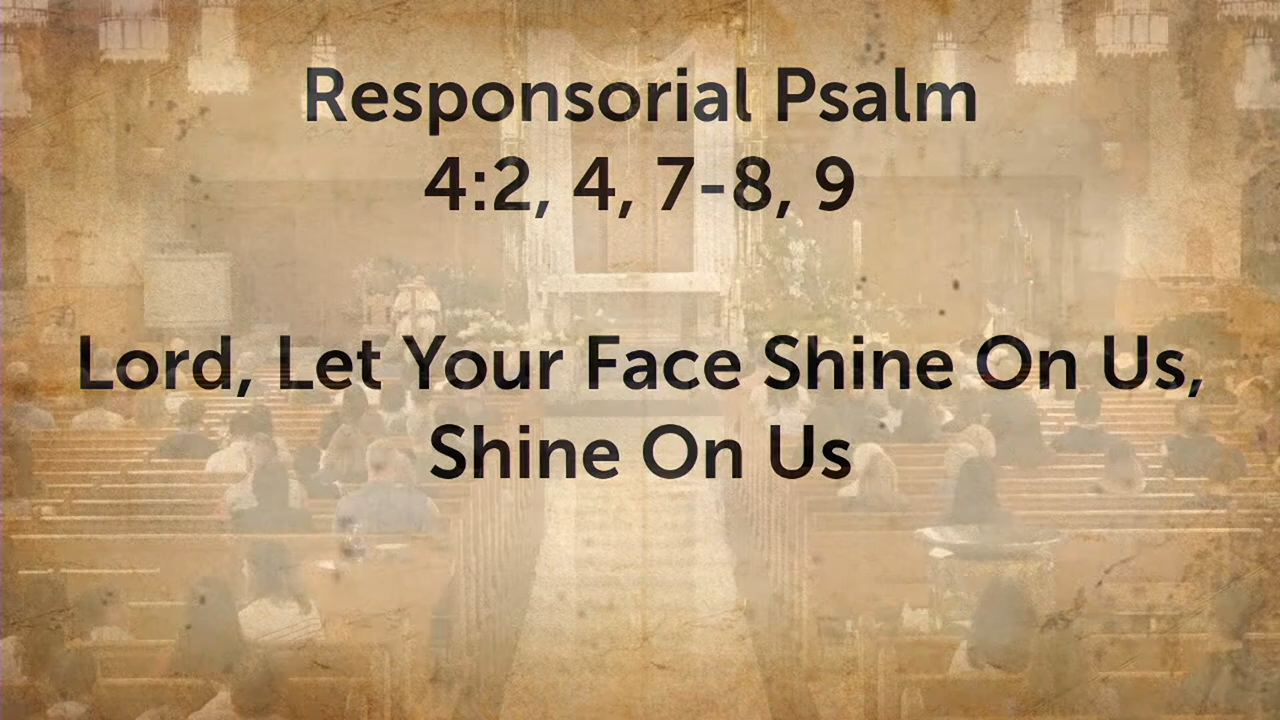 Responsorial Psalm
4:2, 4, 7-8, 9
Lord, Let Your Face Shine On Us,
Shine On Us